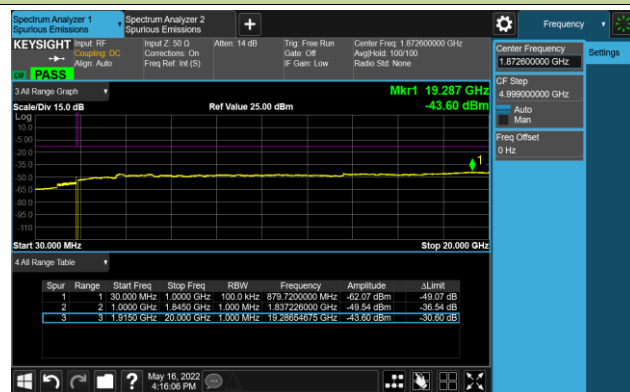 Spectrum Analyzer 1
Spurious Emissions
Spectrum Analyzer 2
Spurious Emissions
Frequency
KEYSIGHT
Input: RF
Coupling: DC
Align: Auto
Input Z: 50 Ω
Corrections: On
Freq Ref: Int (S)
Atten: 14 dB
Trig: Free Run
Gate: Off
IF Gain: Low
Center Freq: 1.872600000 GHz
Avg|Hold: 100/100
Radio Std: None
PASS
Center Frequency
1.872600000 GHz
Settings
CF Step
4.999000000 GHz
Auto
Man
Freq Offset
0 Hz
3 All Range Graph
Mkr1 19.287 GHz
Scale/Div 15.0 dB
Ref Value 25.00 dBm
-43.60 dBm
Log
10.0
-5.00
-20.0
-35.0
-50.0
-65.0
-80.0
-95.0
-110
1
Start 30.000 MHz
Stop 20.000 GHz
4 All Range Table
Spur Range Start Freq Stop Freq RBW Frequency Amplitude ΔLimit
1 1 30.000 MHz 1.0000 GHz 100.0 kHz 879.7200000 MHz -62.07 dBm -49.07 dB
2 2 1.0000 GHz 1.8450 GHz 1.000 MHz 1.837226000 GHz -49.54 dBm -36.54 dB
3 3 1.9150 GHz 20.000 GHz 1.000 MHz 19.28654675 GHz -43.60 dBm -30.60 dB
?
May 16, 2022
4:16:06 PM